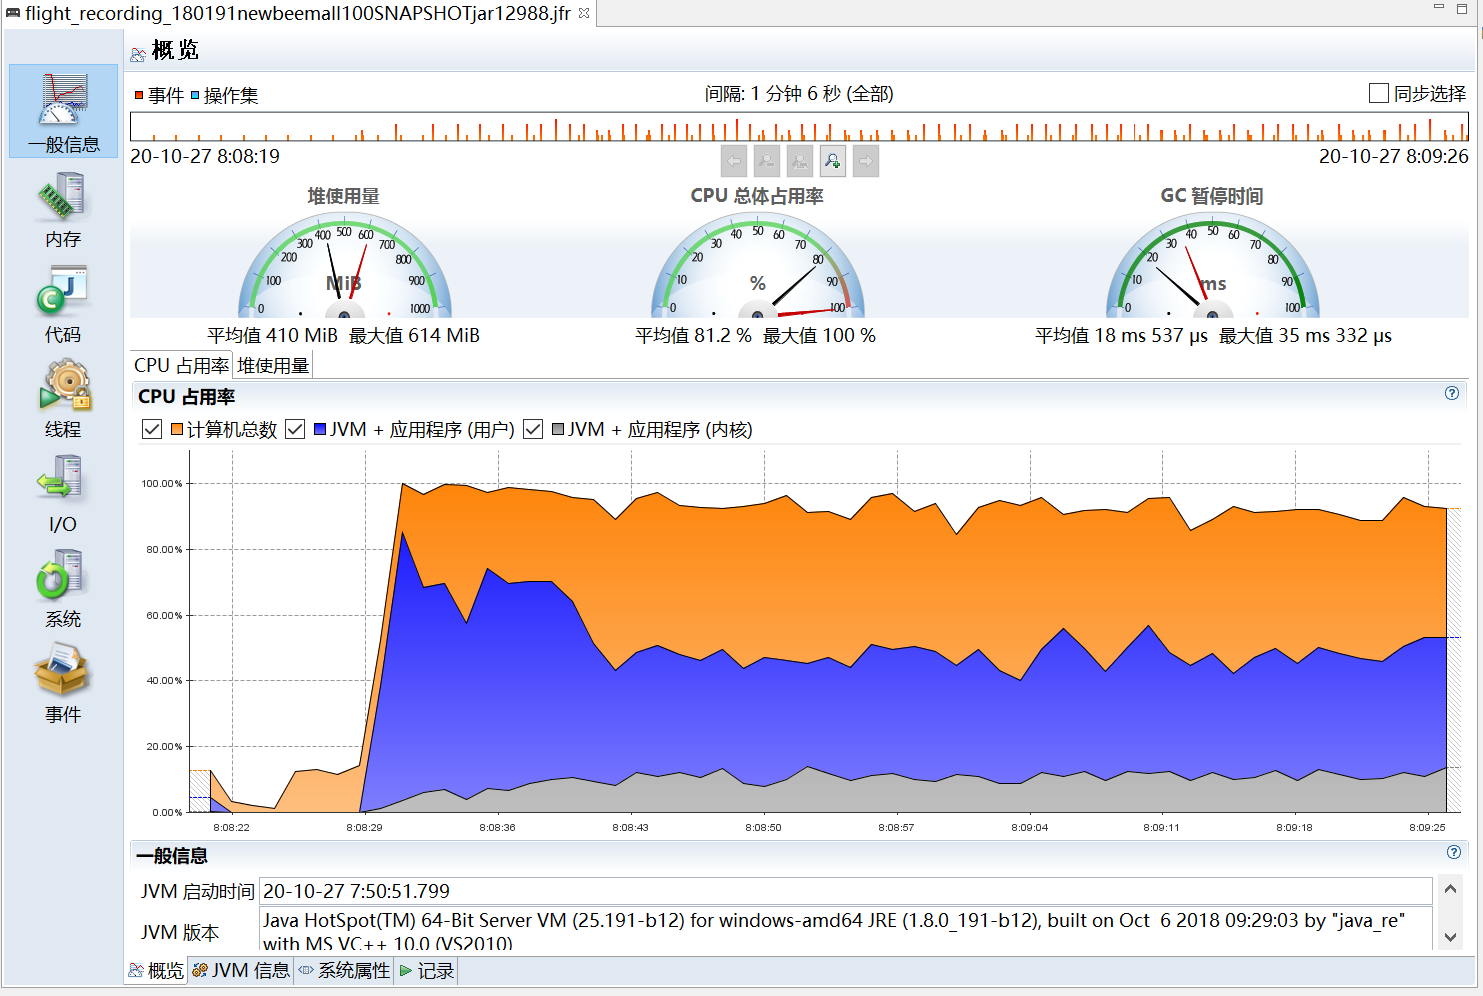 flight_recording_180191newbeemall100SNAPSHOTjar12988.jfr
概览
一般信息
内存
代码
线程
I/O
系统
事件
事件 操作集
间隔: 1 分钟 6 秒 (全部)
同步选择
20-10-27 8:08:19
20-10-27 8:09:26
堆使用量
0 100 200 300 400 500 600 700 800 900 1000
MiB
平均值 410 MiB 最大值 614 MiB
CPU 总体占用率
0 10 20 30 40 50 60 70 80 90 100
%
平均值 81.2 % 最大值 100 %
GC 暂停时间
0 10 20 30 40 50 60 70 80 90 100
ms
平均值 18 ms 537 µs 最大值 35 ms 332 µs
CPU 占用率 堆使用量
CPU 占用率
计算机总数 JVM + 应用程序 (用户) JVM + 应用程序 (内核)
100.00%
80.00%
60.00%
40.00%
20.00%
0.00%
8:08:22 8:08:29 8:08:36 8:08:43 8:08:50 8:08:57 8:09:04 8:09:11 8:09:18 8:09:25
一般信息
JVM 启动时间 20-10-27 7:50:51.799
JVM 版本
Java HotSpot(TM) 64-Bit Server VM (25.191-b12) for windows-amd64 JRE (1.8.0_191-b12), built on Oct 6 2018 09:29:03 by "java_re"
with MS VC++ 10.0 (VS2010)
概览 JVM 信息 系统属性 记录